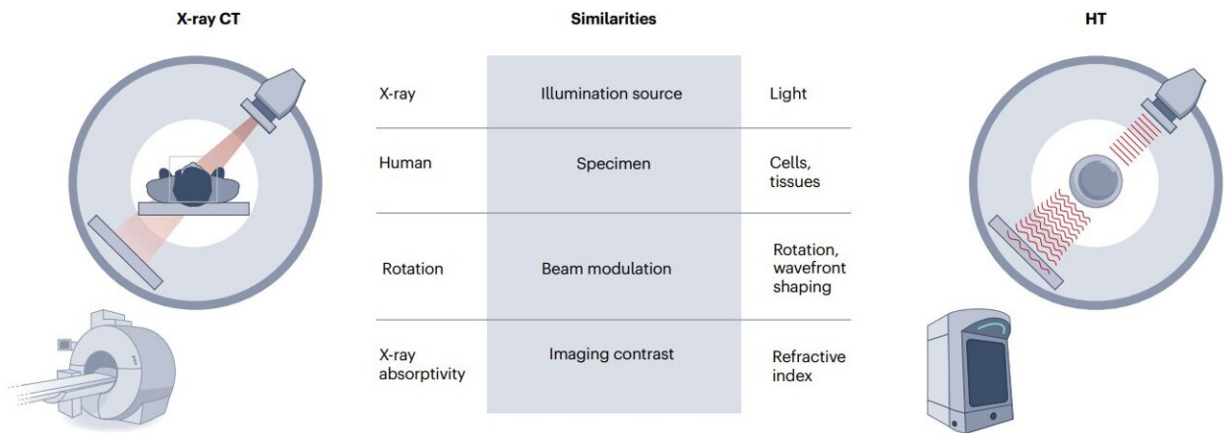 X-ray CT
Similarities
HT
X-ray
Illumination source
Light
Human
Specimen
Cells,
tissues
Rotation
Beam modulation
Rotation,
wavefront
shaping
X-ray
absorptivity
Imaging contrast
Refractive
index